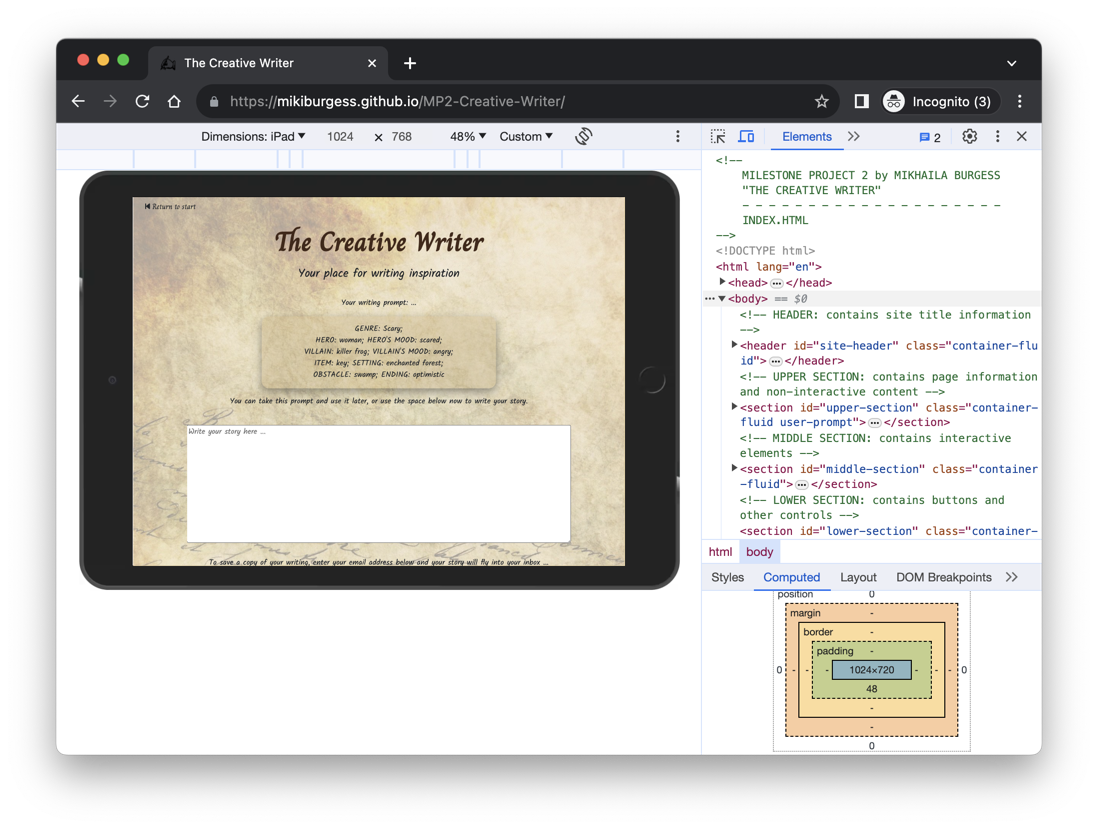 The Creative Writer
https://mikiburgess.github.io/MP2-Creative-Writer/
Incognito (3)
Dimensions: iPad 1024 × 768 48% Custom
Return to start
The Creative Writer
Your place for writing inspiration
Your writing prompt: ...
GENRE: Scary;
HERO: woman; HERO'S MOOD: scared;
VILLAIN: killer frog; VILLAIN'S MOOD: angry;
ITEM: key; SETTING: enchanted forest;
OBSTACLE: swamp; ENDING: optimistic
You can take this prompt and use it later, or use the space below now to write your story.
Write your story here ...
To save a copy of your writing, enter your email address below and your story will fly into your inbox ...
Elements 2
<!--
MILESTONE PROJECT 2 by MIKHAILA BURGESS
"THE CREATIVE WRITER"
- - - - - - - - - - - - - - - - - - - -
INDEX.HTML
-->
<!DOCTYPE html>
<html lang="en">
<head> ... </head>
... <body> == $0
<!-- HEADER: contains site title information
-->
<header id="site-header" class="container-flu
id"> ... </header>
<!-- UPPER SECTION: contains page information
and non-interactive content -->
<section id="upper-section" class="container-
fluid user-prompt"> ... </section>
<!-- MIDDLE SECTION: contains interactive
elements -->
<section id="middle-section" class="container
-fluid"> ... </section>
<!-- LOWER SECTION: contains buttons and
other controls -->
<section id="lower-section" class="container-
html body
Styles Computed Layout DOM Breakpoints
position 0
margin -
border -
padding -
0 - - - 1024×720 - - - 0
48
-
-
0